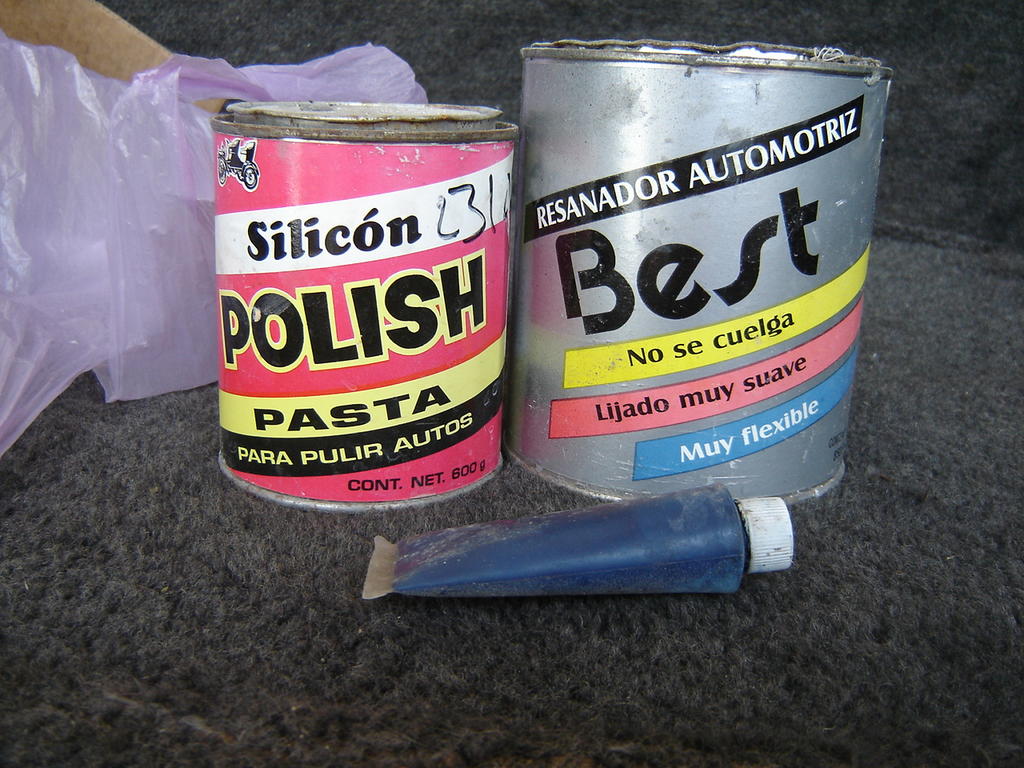 Silicón
POLISH
PASTA
PARA PULIR AUTOS
CONT. NET. 600 g
RESANADOR AUTOMOTRIZ
Best
No se cuelga
Lijado muy suave
Muy flexible